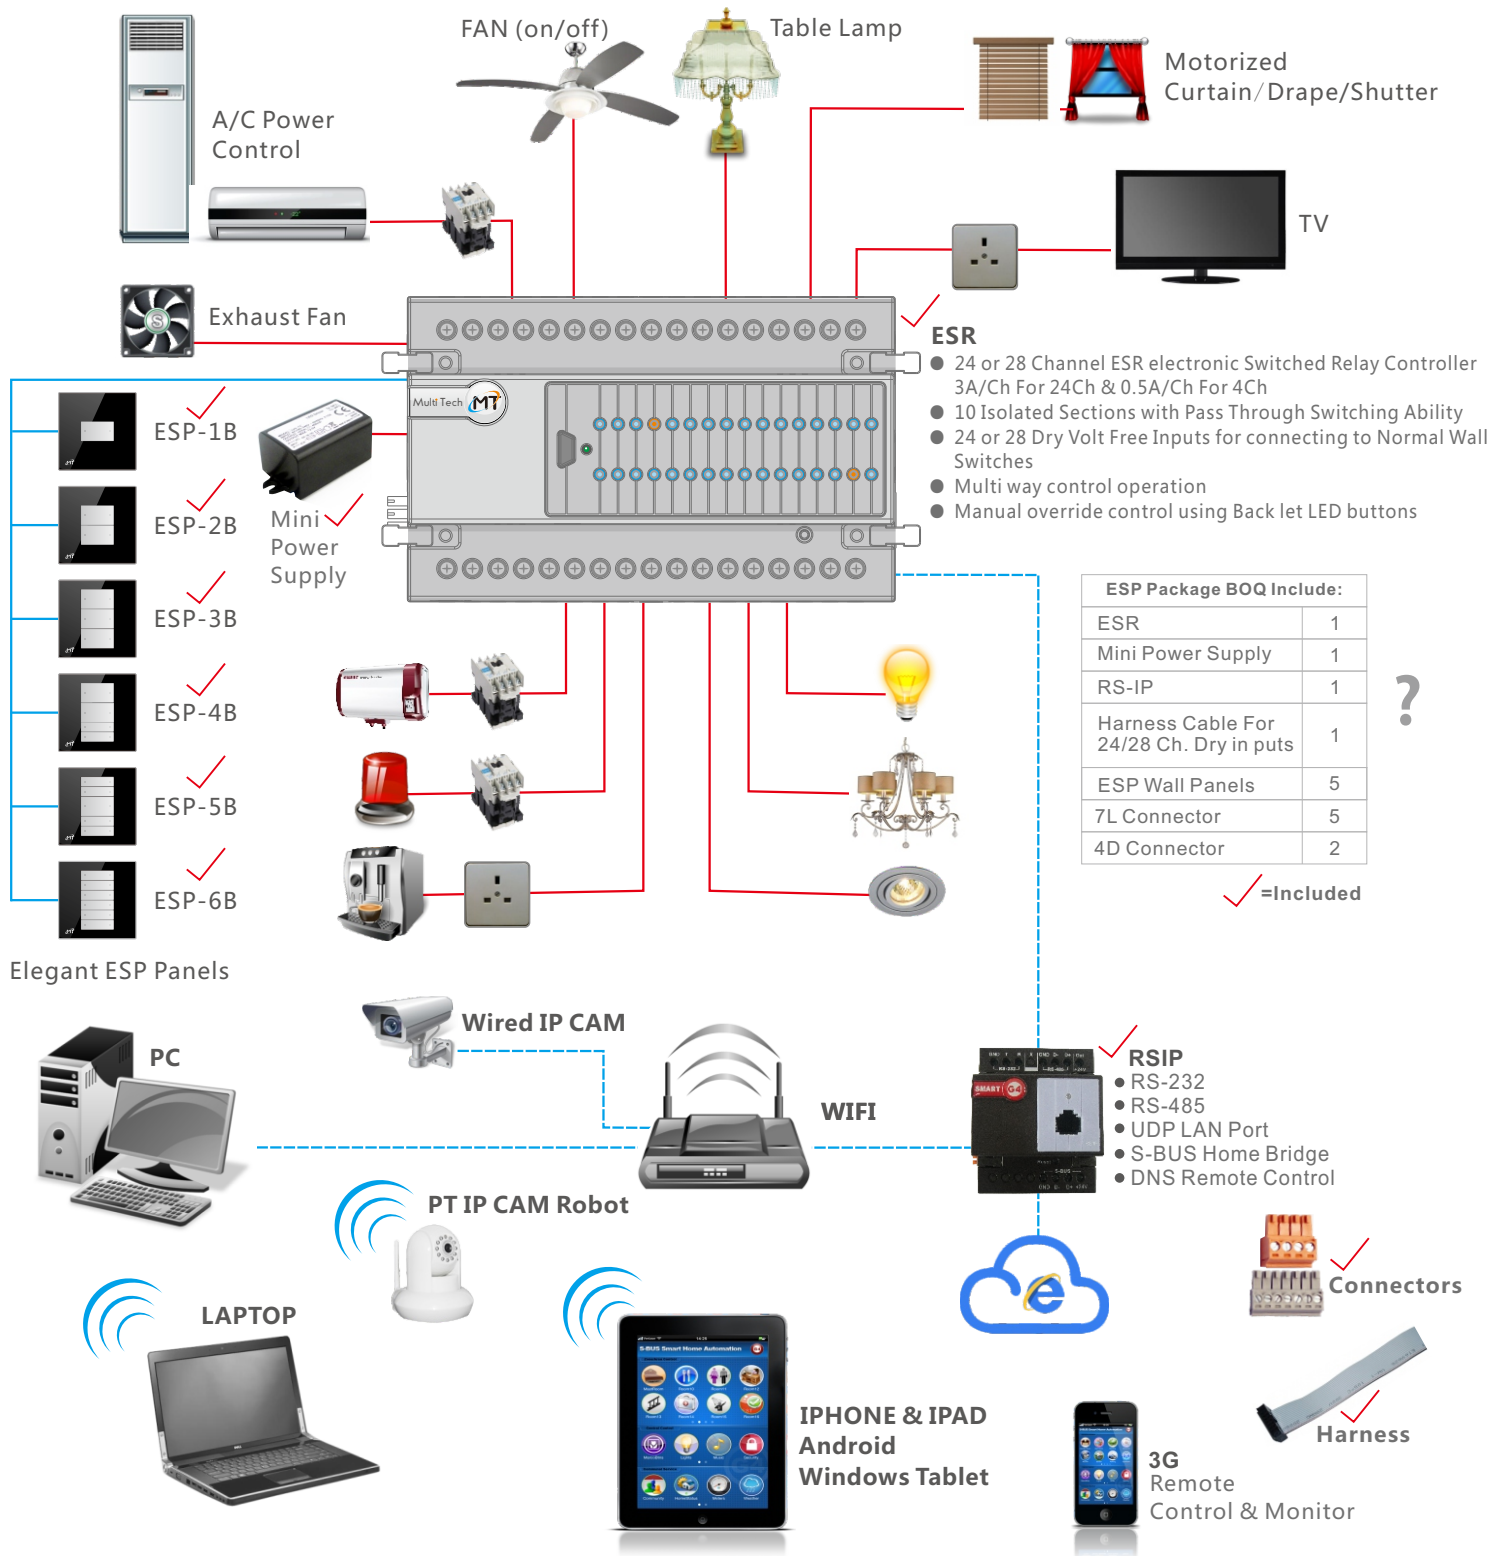 FAN (on/off)
Table Lamp
Motorized
Curtain/Drape/Shutter
A/C Power
Control
TV
Exhaust Fan
ESR
24 or 28 Channel ESR electronic Switched Relay Controller
3A/Ch For 24Ch & 0.5A/Ch For 4Ch
10 Isolated Sections with Pass Through Switching Ability
24 or 28 Dry Volt Free Inputs for connecting to Normal Wall
Switches
Multi way control operation
Manual override control using Back let LED buttons
Multi Tech MT
ESP-1B
ESP-2B
ESP-3B
ESP-4B
ESP-5B
ESP-6B
Mini
Power
Supply
Elegant ESP Panels
ESP Package BOQ Include:
ESR 1
Mini Power Supply 1
RS-IP 1
Harness Cable For
24/28 Ch. Dry in puts 1
ESP Wall Panels 5
7L Connector 5
4D Connector 2
?
=Included
Wired IP CAM
PC
WIFI
RSIP
RS-232
RS-485
UDP LAN Port
S-BUS Home Bridge
DNS Remote Control
SMART G4
PT IP CAM Robot
LAPTOP
S-BUS Smart Home Automation
IPHONE & IPAD
Android
Windows Tablet
3G
Remote
Control & Monitor
Connectors
Harness